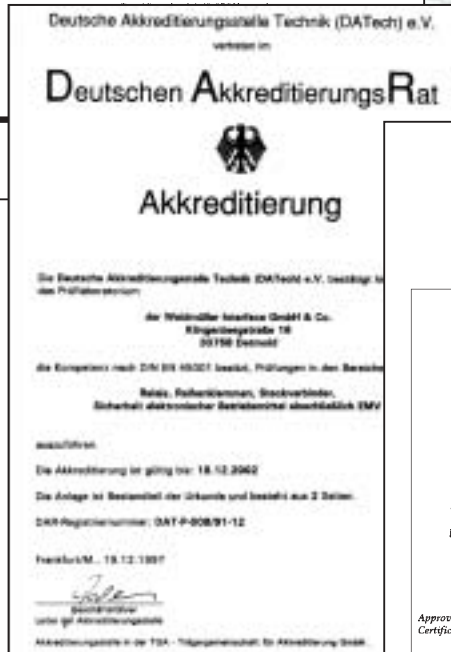 Deutsche Akkreditierungsstelle Technik (DATech) e.V.
vertreten im
Deutschen AkkreditierungsRat
Akkreditierung
Die Deutsche Akkreditierungsstelle Technik (DATech) e.V. bestätigt
das Prüflaboratorium
der Weidmüller Interface GmbH & Co.
Klingenbergstraße 16
Detmold
die Kompetenz nach DIN EN 45001 besitzt, Prüfungen in den Bereichen
Relais, Reihenklemmen, Steckverbinder,
Sicherheit elektronischer Betriebsmittel einschließlich EMV
auszuführen.
Die Akkreditierung ist gültig bis: 18.12.2002
Die Anlage ist Bestandteil der Urkunde und besteht aus 2 Seiten.
DAR-Registriernummer: DAT-P-008/91-12
Frankfurt/M., 19.12.1997
Geschäftsführer
der Akkreditierungsstelle
Akkreditierungsstelle in der TGA - Trägergemeinschaft für Akkreditierung GmbH
Approv
Certific